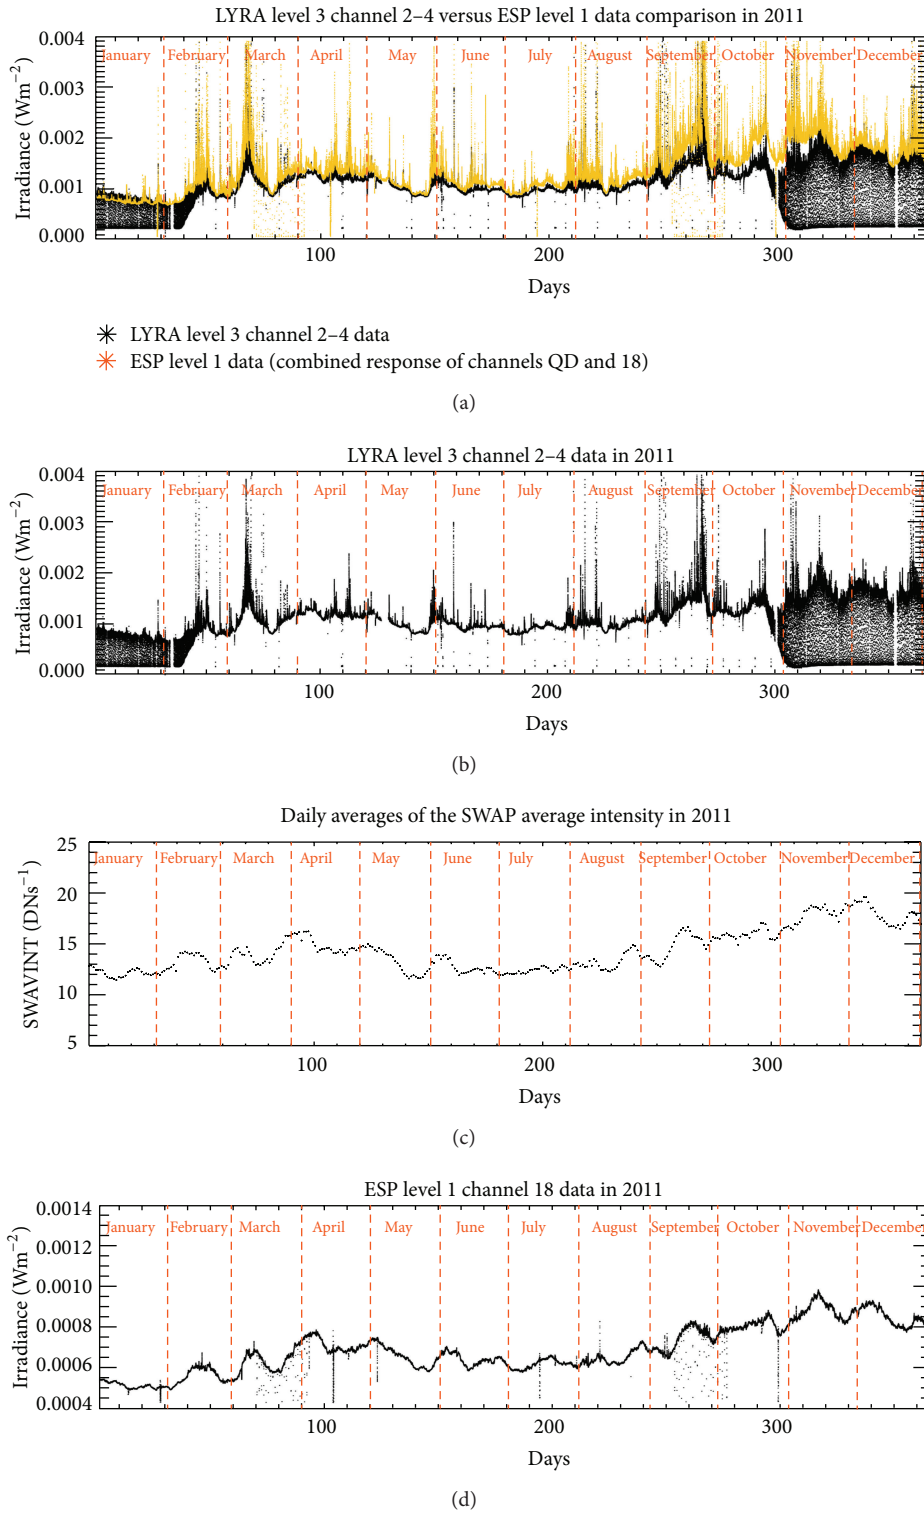 LYRA level 3 channel 2–4 versus ESP level 1 data comparison in 2011
0.004
0.003
0.002
0.001
0.000
Irradiance (Wm−2)
January February March April May June July August September October November December
100 200 300
Days
LYRA level 3 channel 2–4 data
ESP level 1 data (combined response of channels QD and 18)
(a)
LYRA level 3 channel 2–4 data in 2011
0.004
0.003
0.002
0.001
0.000
Irradiance (Wm−2)
January February March April May June July August September October November December
100 200 300
Days
(b)
Daily averages of the SWAP average intensity in 2011
25
20
15
10
5
SWAVINT (DNs−1)
January February March April May June July August September October November December
100 200 300
Days
(c)
ESP level 1 channel 18 data in 2011
0.0014
0.0012
0.0010
0.0008
0.0006
0.0004
Irradiance (Wm−2)
January February March April May June July August September October November December
100 200 300
Days
(d)